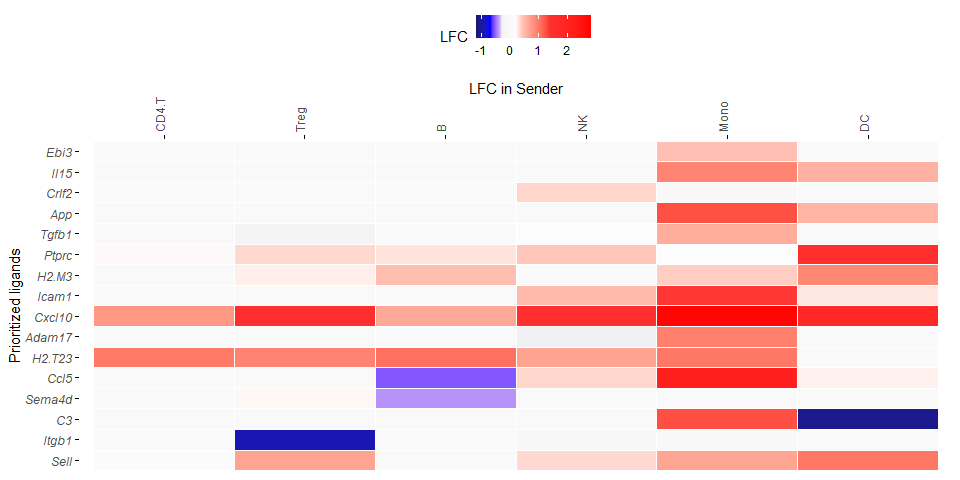 LFC
-1 0 1 2
LFC in Sender
CD4.T Treg B NK Mono DC
Prioritized ligands
Ebi3
Il15
Crlf2
App
Tgfb1
Ptprc
H2.M3
Icam1
Cxcl10
Adam17
H2.T23
Ccl5
Sema4d
C3
Itgb1
Sell